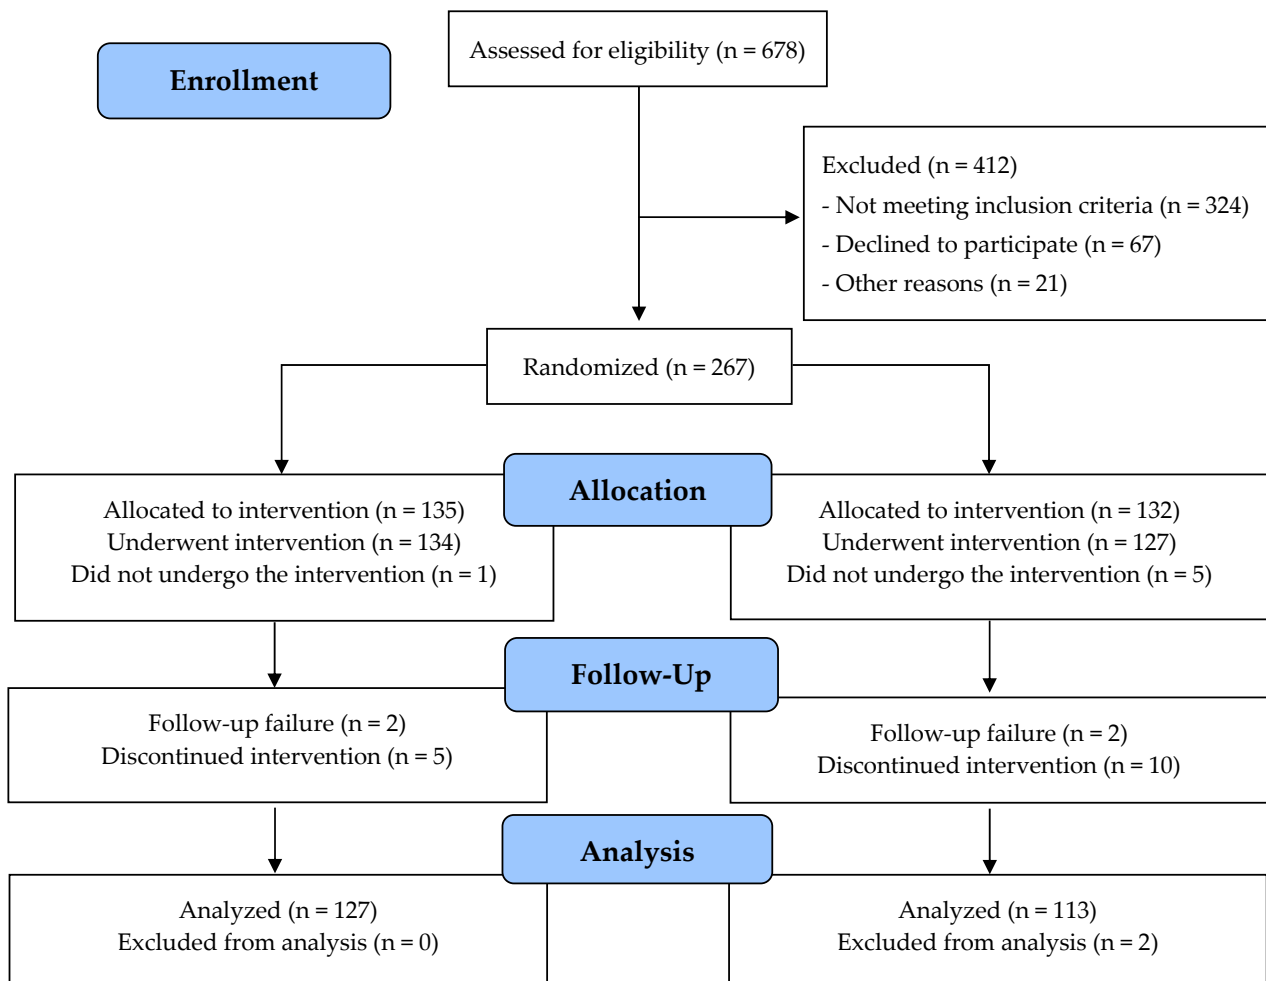 Enrollment
Assessed for eligibility (n = 678)
Excluded (n = 412)
- Not meeting inclusion criteria (n = 324)
- Declined to participate (n = 67)
- Other reasons (n = 21)
Randomized (n = 267)
Allocation
Allocated to intervention (n = 135)
Underwent intervention (n = 134)
Did not undergo the intervention (n = 1)
Allocated to intervention (n = 132)
Underwent intervention (n = 127)
Did not undergo the intervention (n = 5)
Follow-Up
Follow-up failure (n = 2)
Discontinued intervention (n = 5)
Follow-up failure (n = 2)
Discontinued intervention (n = 10)
Analysis
Analyzed (n = 127)
Excluded from analysis (n = 0)
Analyzed (n = 113)
Excluded from analysis (n = 2)